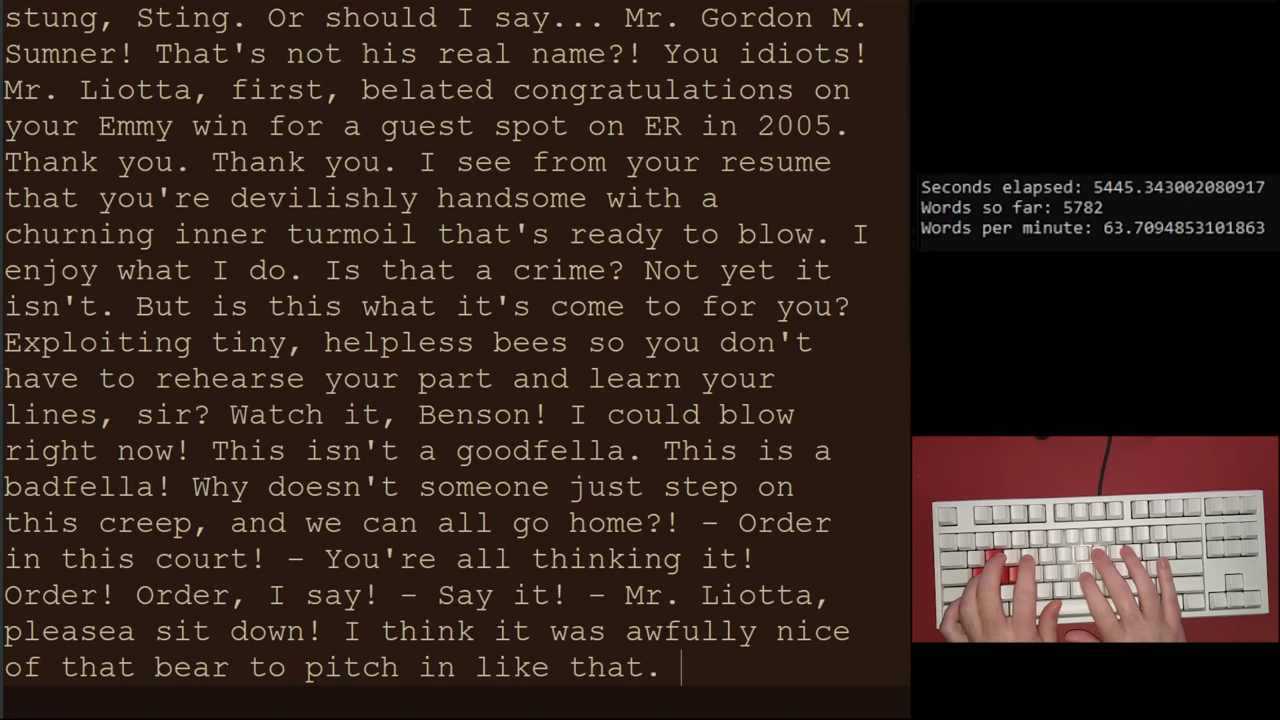 stung, Sting. Or should I say... Mr. Gordon M.
Sumner! That's not his real name?! You idiots!
Mr. Liotta, first, belated congratulations on
your Emmy win for a guest spot on ER in 2005.
Thank you. Thank you. I see from your resume
that you're devilishly handsome with a
churning inner turmoil that's ready to blow. I
enjoy what I do. Is that a crime? Not yet it
isn't. But is this what it's come to for you?
Exploiting tiny, helpless bees so you don't
have to rehearse your part and learn your
lines, sir? Watch it, Benson! I could blow
right now! This isn't a goodfella. This is a
badfella! Why doesn't someone just step on
this creep, and we can all go home?! - Order
in this court! - You're all thinking it!
Order! Order, I say! - Say it! - Mr. Liotta,
pleasea sit down! I think it was awfully nice
of that bear to pitch in like that.
Seconds elapsed: 5445.343002080917
Words so far: 5782
Words per minute: 63.7094853101863